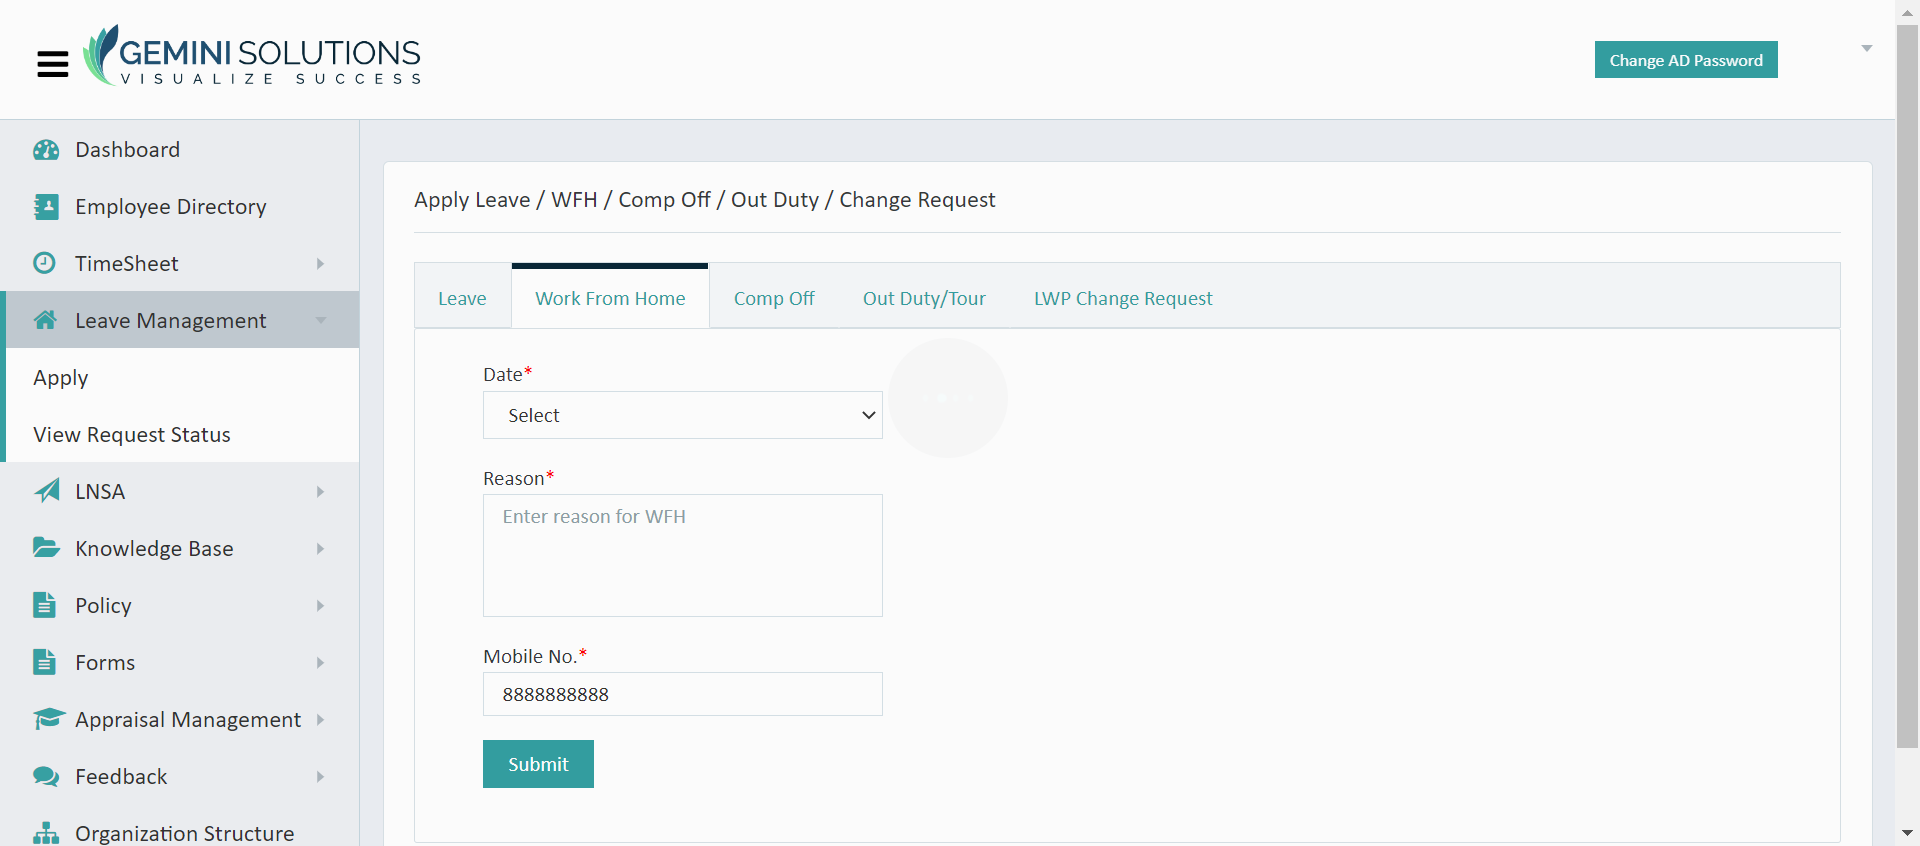 GEMINI SOLUTIONS
VISUALIZE SUCCESS
Change AD Password
Dashboard
Employee Directory
TimeSheet
Leave Management
Apply
View Request Status
LNSA
Knowledge Base
Policy
Forms
Appraisal Management
Feedback
Organization Structure
Apply Leave / WFH / Comp Off / Out Duty / Change Request
Leave Work From Home Comp Off Out Duty/Tour LWP Change Request
Date*
Select
Reason*
Enter reason for WFH
Mobile No.*
8888888888
Submit